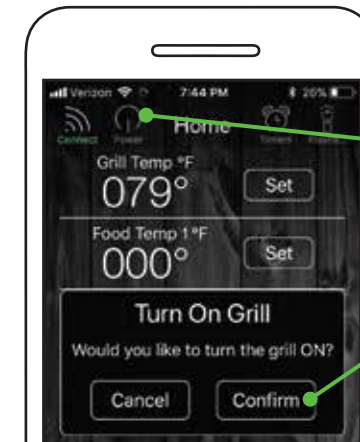 Verizon 7:44 PM 26%
Connect Power Home Timers
Grill Temp °F
079° Set
Food Temp 1°F
000° Set
Turn On Grill
Would you like to turn the grill ON?
Cancel Confirm